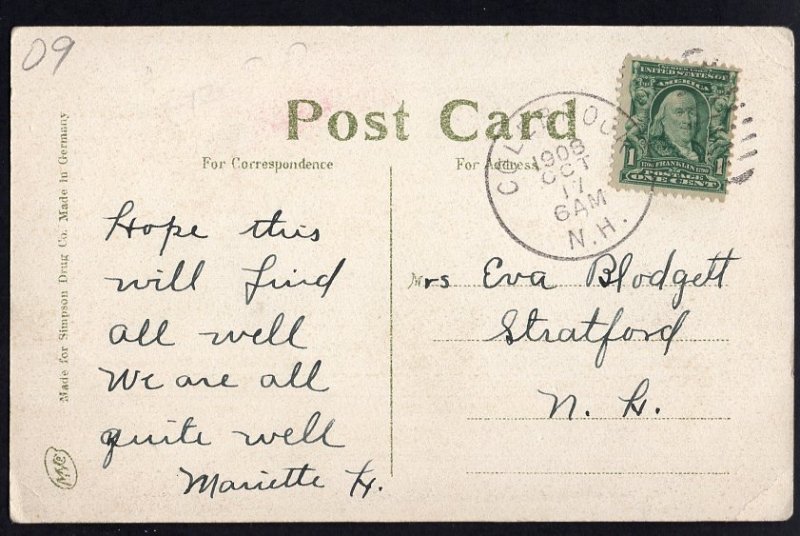 09
Post Card
For Correspondence
For Address
UNITED STATES OF
AMERICA
1 1
FRANKLIN
POSTAGE
ONE CENT
1908
OCT
17
6AM
N.H.
Made for Simpson Drug Co. Made in Germany
Hope this
will find
all well
We are all
quite well
Mariette H.
Mrs Eva Blodgett
Stratford
N. H.